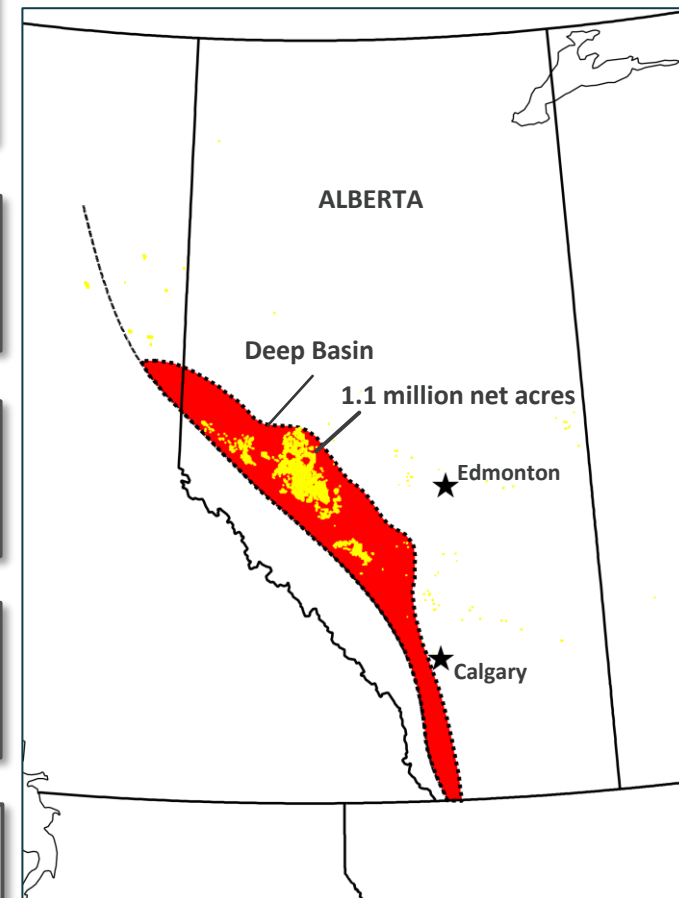 ALBERTA
Deep Basin
1.1 million net acres
Edmonton
Calgary